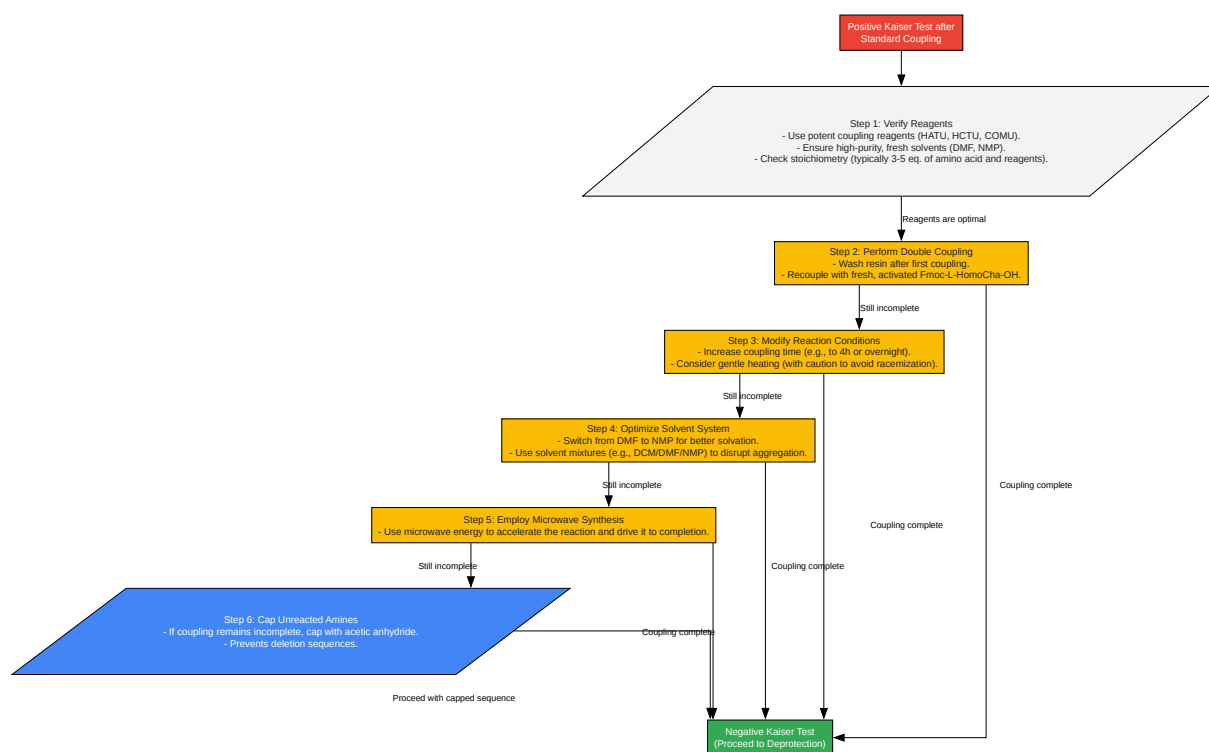 Positive Kaiser Test after
Standard Coupling
Step 1: Verify Reagents
- Use potent coupling reagents (HATU, HCTU, COMU).
- Ensure high-purity, fresh solvents (DMF, NMP).
- Check stoichiometry (typically 3-5 eq. of amino acid and reagents).
Reagents are optimal
Step 2: Perform Double Coupling
- Wash resin after first coupling.
- Recouple with fresh, activated Fmoc-L-HomoCha-OH.
Still incomplete
Step 3: Modify Reaction Conditions
- Increase coupling time (e.g., to 4h or overnight).
- Consider gentle heating (with caution to avoid racemization).
Still incomplete
Step 4: Optimize Solvent System
- Switch from DMF to NMP for better solvation.
- Use solvent mixtures (e.g., DCM/DMF/NMP) to disrupt aggregation.
Still incomplete
Coupling complete
Step 5: Employ Microwave Synthesis
- Use microwave energy to accelerate the reaction and drive it to completion.
Coupling complete
Still incomplete
Coupling complete
Step 6: Cap Unreacted Amines
- If coupling remains incomplete, cap with acetic anhydride.
- Prevents deletion sequences.
Coupling complete
Proceed with capped sequence
Negative Kaiser Test
(Proceed to Deprotection)